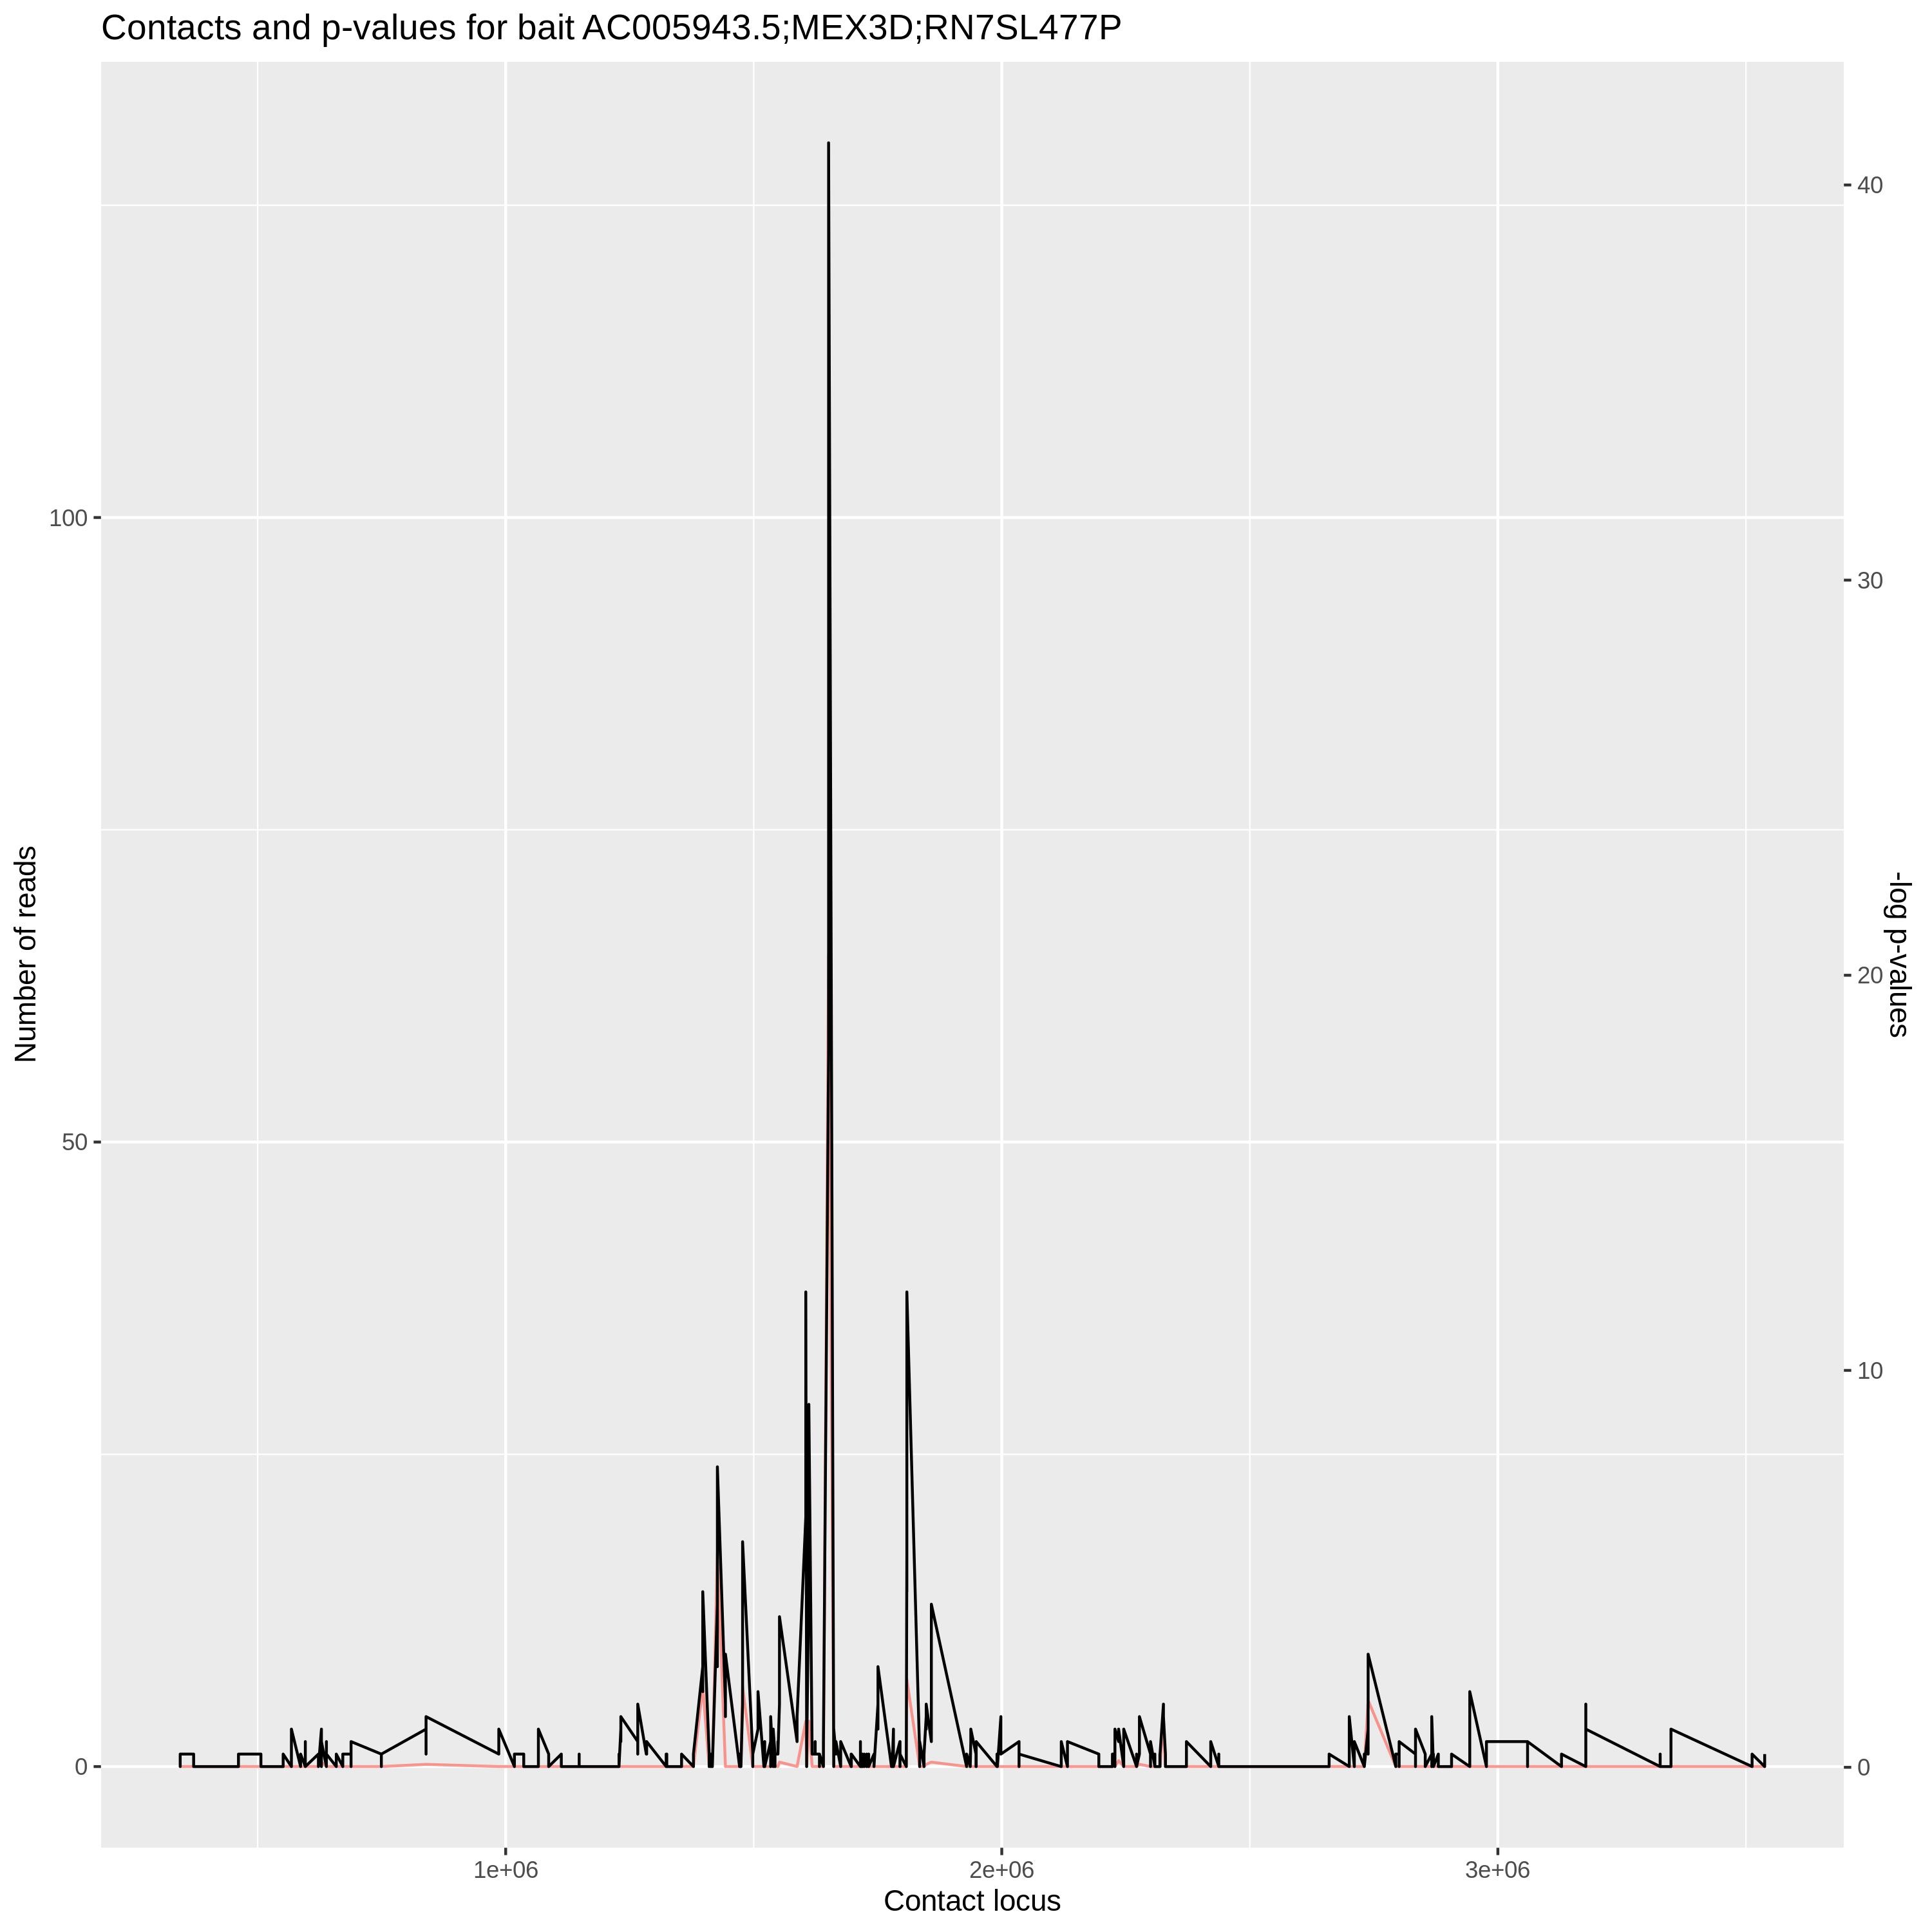 Contacts and p-values for bait AC005943.5;MEX3D;RN7SL477P
Number of reads
100
50
0
40
30
20
10
0
-log p-values
1e+06
2e+06
3e+06
Contact locus